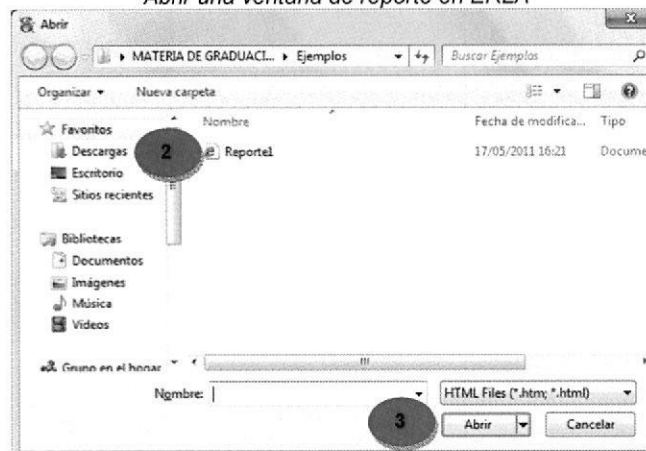 Abrir una ventana de reporte en ERLA
Abrir
MATERIA DE GRADUACI... ▸ Ejemplos
Buscar Ejemplos
Organizar
Nueva carpeta
Nombre
Fecha de modifica...
Tipo
Favoritos
Descargas
2
Reporte1
17/05/2011 16:21
Docume
Escritorio
Sitios recientes
Bibliotecas
Documentos
Imágenes
Música
Videos
Grupo en el hogar
Nombre:
HTML Files (*.htm; *.html)
3
Abrir
Cancelar